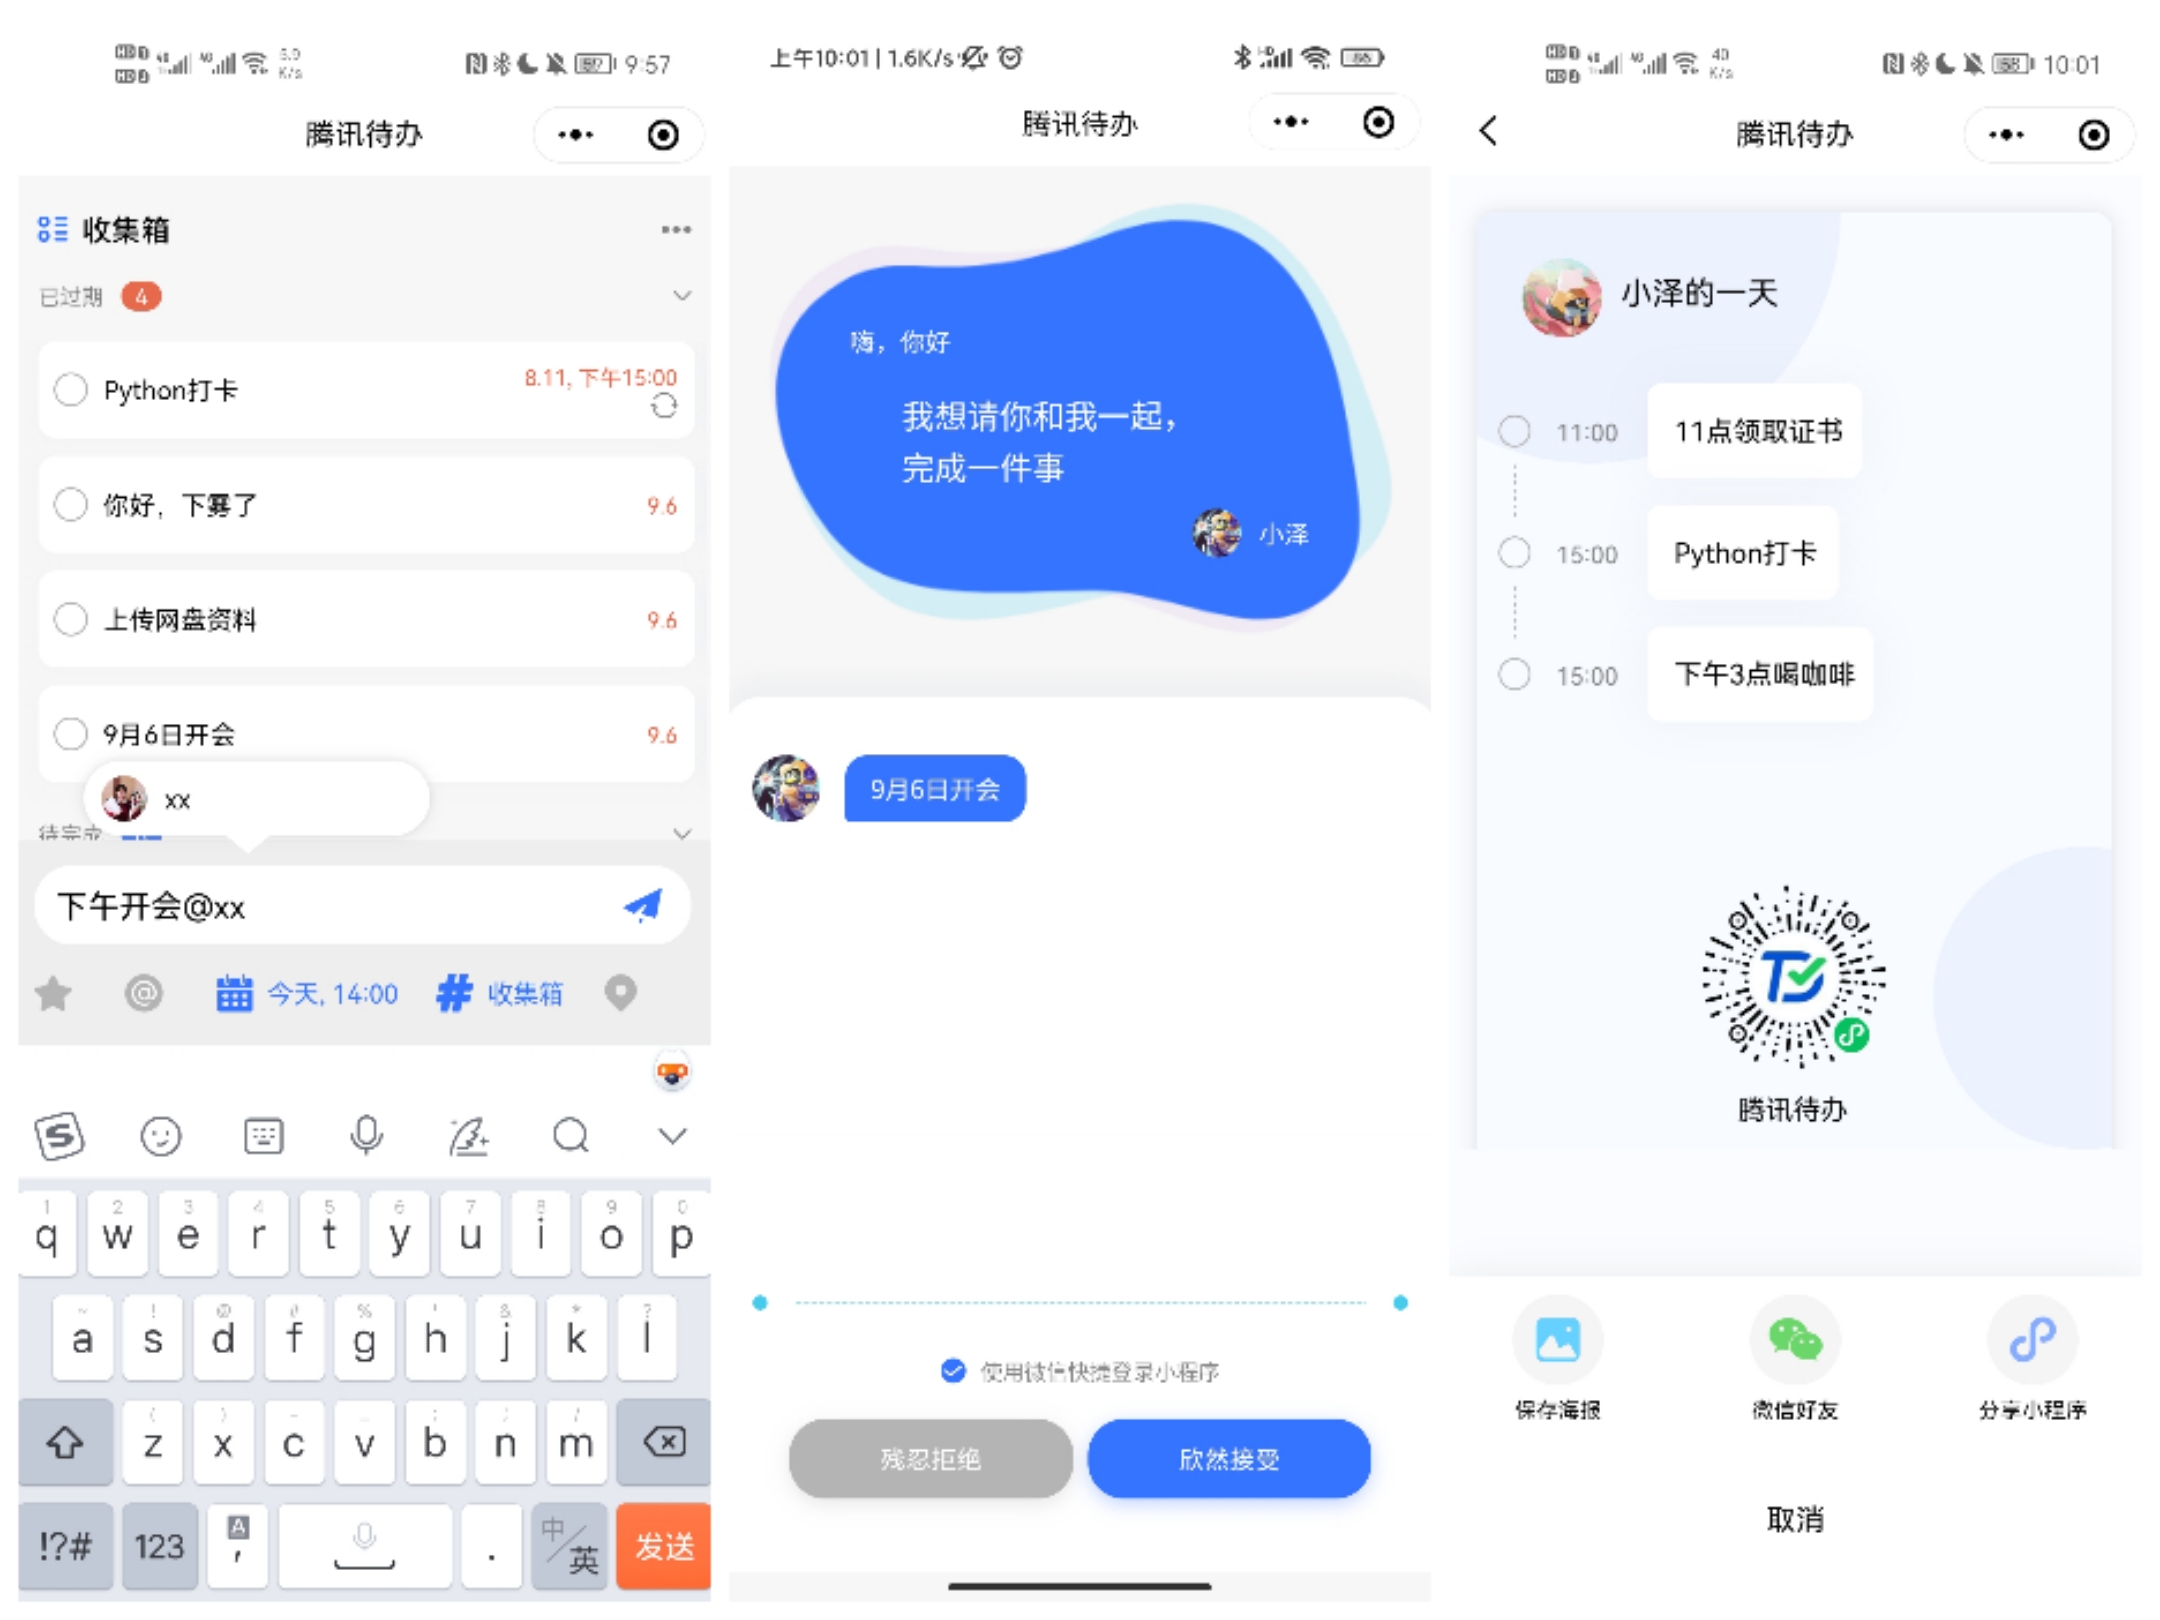 5.9
K/s
9:57
腾讯待办
收集箱
已过期 4
Python打卡
8.11, 下午15:00
你好，下雾了
9.6
上传网盘资料
9.6
9月6日开会
9.6
xx
待完成
下午开会@xx
今天, 14:00
# 收集箱
q w e r t y u i o p
a s d f g h j k l
z x c v b n m
!?# 123 , . 中/英 发送
上午10:01 | 1.6K/s
腾讯待办
嗨，你好
我想请你和我一起，
完成一件事
小泽
9月6日开会
使用微信快捷登录小程序
残忍拒绝
欣然接受
40
K/s
10:01
腾讯待办
小泽的一天
11:00 11点领取证书
15:00 Python打卡
15:00 下午3点喝咖啡
腾讯待办
保存海报
微信好友
分享小程序
取消